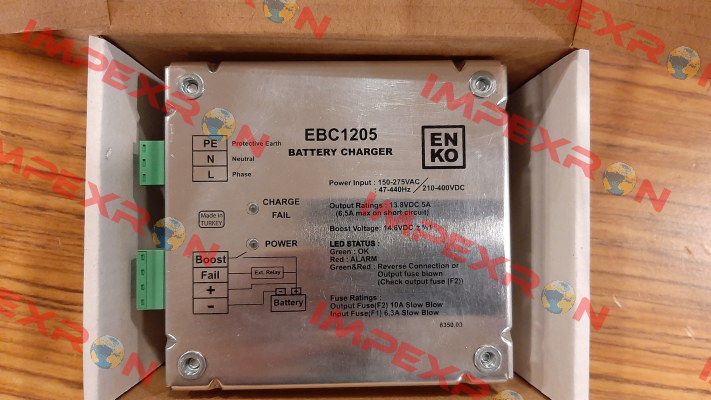 IMPEXRON
EBC1205
BATTERY CHARGER
EN
KO
PE Protective Earth
N Neutral
L Phase
Power Input : 150-275VAC / 210-400VDC
47-440Hz
CHARGE
FAIL
Output Ratings : 13.8VDC 5A
(6.5A max on short circuit)
Made in
TURKEY
Boost Voltage: 14.6VDC ± %1
POWER
LED STATUS :
Green : OK
Red : ALARM
Green&Red : Reverse Connection or
Output fuse blown
(Check output fuse (F2))
Boost
Fail
Ext. Relay
+
-
- +
Battery
Fuse Ratings :
Output Fuse(F2) 10A Slow Blow
Input Fuse(F1) 6.3A Slow Blow
6350.03